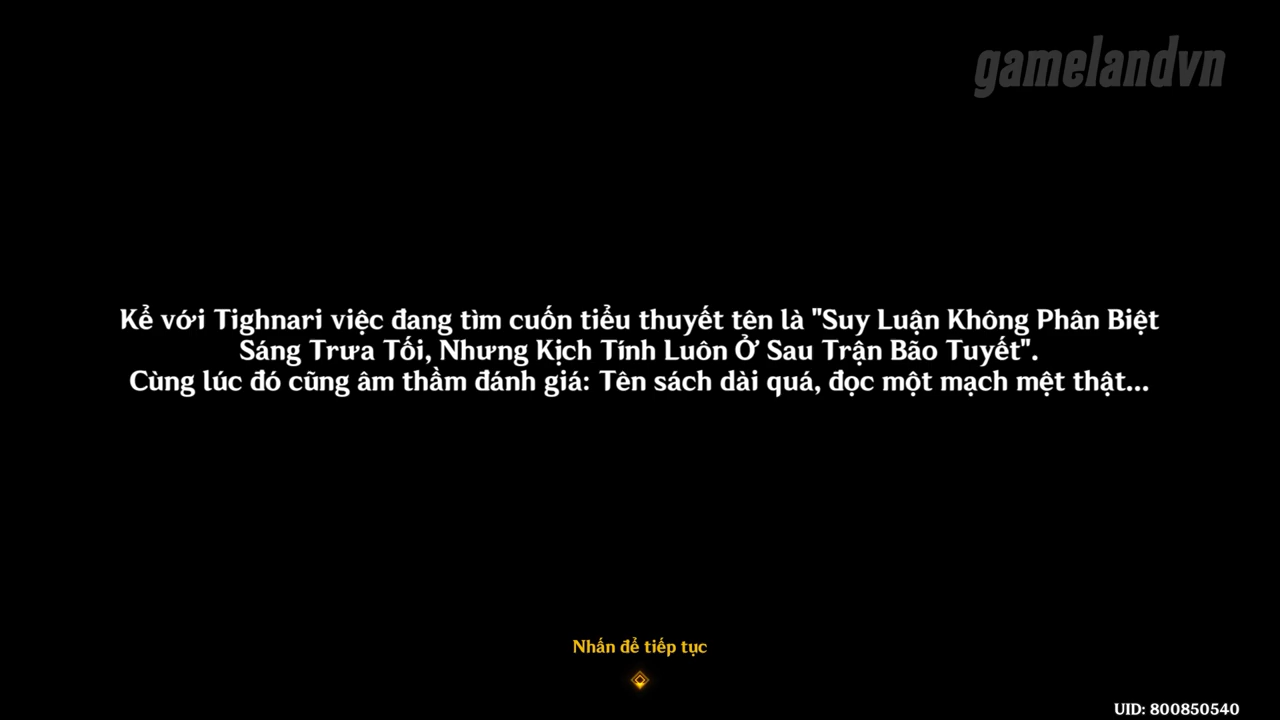 gamelandvn
Kể với Tighnari việc đang tìm cuốn tiểu thuyết tên là "Suy Luận Không Phân Biệt
Sáng Trưa Tối, Nhưng Kịch Tính Luôn Ở Sau Trận Bão Tuyết".
Cùng lúc đó cũng âm thầm đánh giá: Tên sách dài quá, đọc một mạch mệt thật...
Nhấn để tiếp tục
UID: 800850540